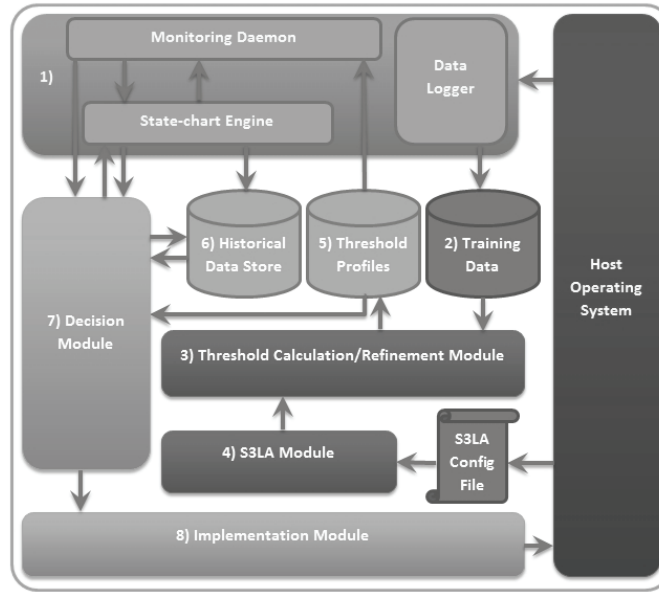 1)
Monitoring Daemon
Data
Logger
State-chart Engine
6) Historical
Data Store
5) Threshold
Profiles
2) Training
Data
Host
Operating
System
7) Decision
Module
3) Threshold Calculation/Refinement Module
4) S3LA Module
S3LA
Config
File
8) Implementation Module